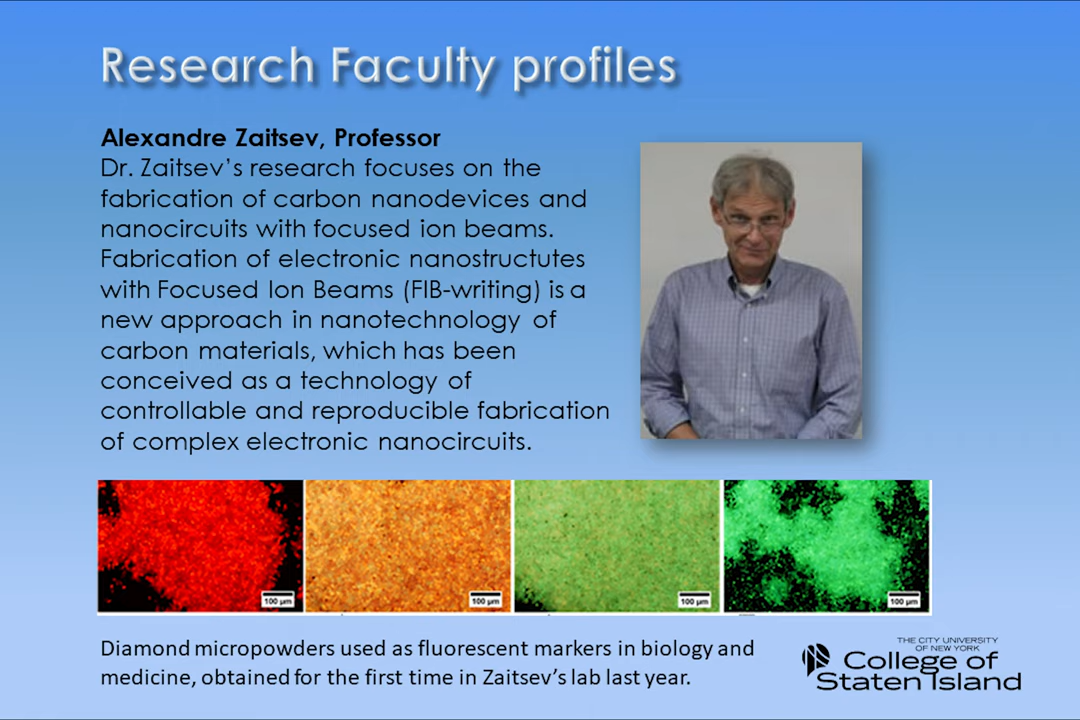 Research Faculty profiles
Alexandre Zaitsev, Professor
Dr. Zaitsev's research focuses on the
fabrication of carbon nanodevices and
nanocircuits with focused ion beams.
Fabrication of electronic nanostructutes
with Focused Ion Beams (FIB-writing) is a
new approach in nanotechnology of
carbon materials, which has been
conceived as a technology of
controllable and reproducible fabrication
of complex electronic nanocircuits.
100 µm
100 µm
100 µm
100 µm
Diamond micropowders used as fluorescent markers in biology and
medicine, obtained for the first time in Zaitsev's lab last year.
THE CITY UNIVERSITY
OF NEW YORK
College of
Staten Island